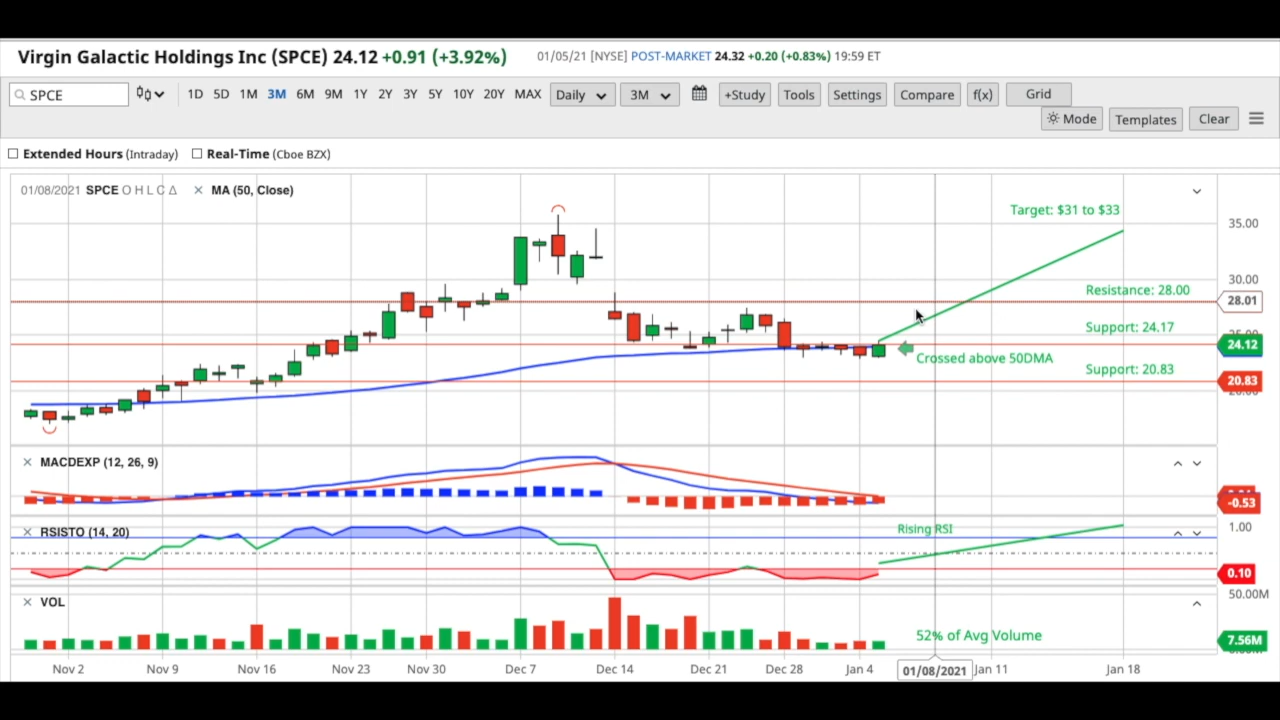 Virgin Galactic Holdings Inc (SPCE) 24.12 +0.91 (+3.92%) 01/05/21 [NYSE] POST-MARKET 24.32 +0.20 (+0.83%) 19:59 ET
SPCE 1D 5D 1M 3M 6M 9M 1Y 2Y 3Y 5Y 10Y 20Y MAX Daily 3M +Study Tools Settings Compare f(x) Grid
Mode Templates Clear
Extended Hours (Intraday) Real-Time (Cboe BZX)
01/08/2021 SPCE O H L C Δ MA (50, Close)
Target: $31 to $33
35.00
30.00
Resistance: 28.00
28.01
Support: 24.17
24.12
Crossed above 50DMA
Support: 20.83
20.83
MACDEXP (12, 26, 9)
-0.53
RSISTO (14, 20)
Rising RSI
1.00
0.10
VOL
50.00M
52% of Avg Volume
7.56M
Nov 2 Nov 9 Nov 16 Nov 23 Nov 30 Dec 7 Dec 14 Dec 21 Dec 28 Jan 4 01/08/2021 Jan 11 Jan 18